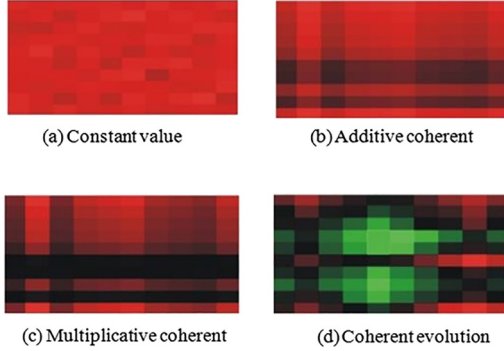 (a) Constant value
(b) Additive coherent
(c) Multiplicative coherent
(d) Coherent evolution